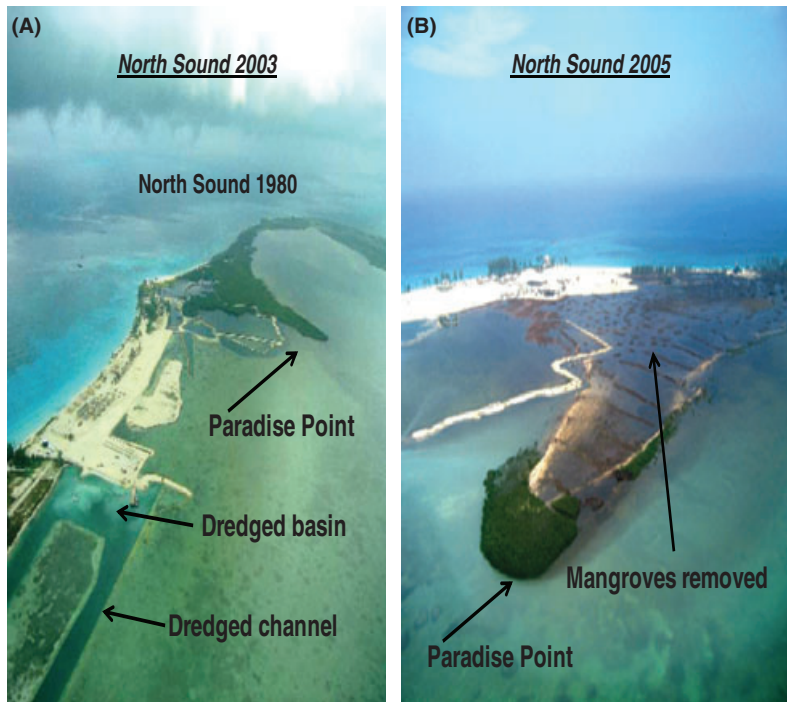 (A)
North Sound 2003
North Sound 1980
Paradise Point
Dredged basin
Dredged channel
(B)
North Sound 2005
Mangroves removed
Paradise Point